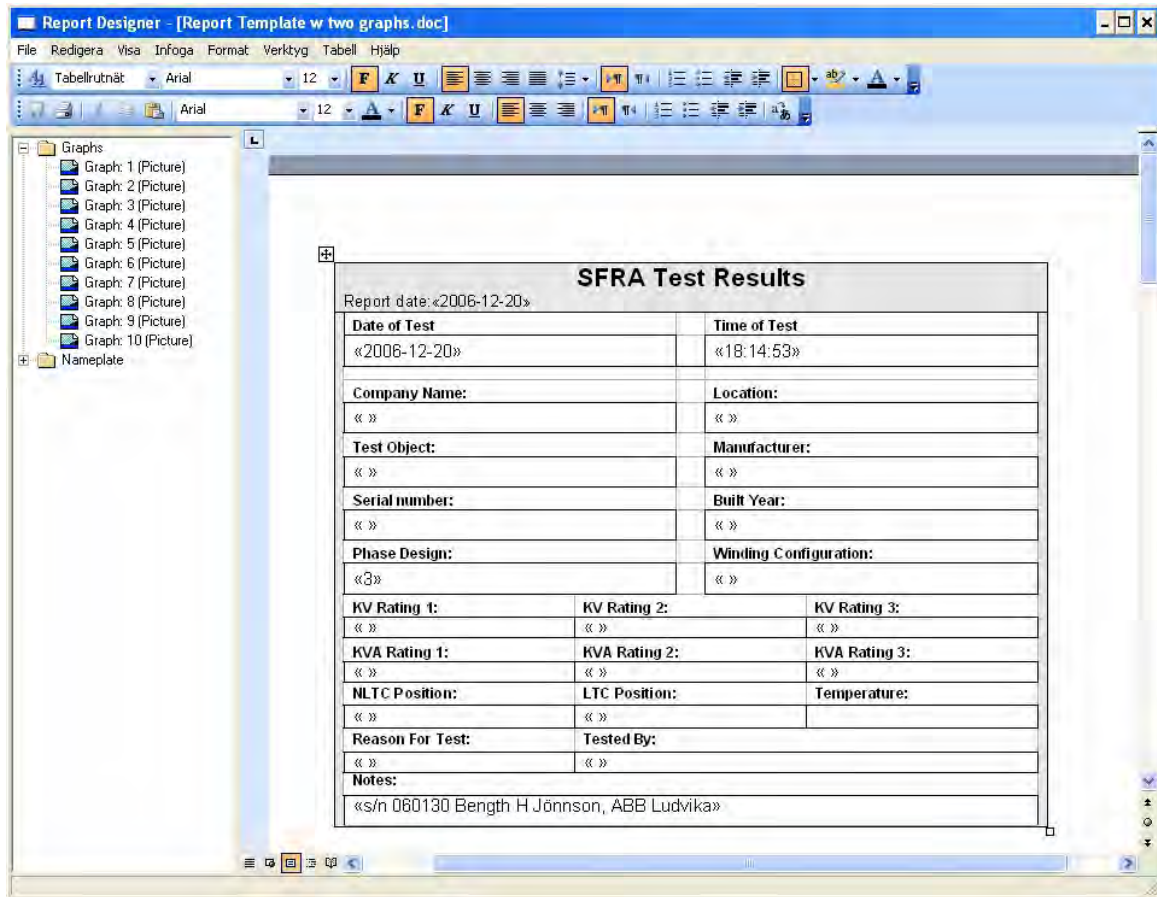 Report Designer - [Report Template w two graphs.doc]
File Redigera Visa Infoga Format Verktyg Tabell Hjälp
Tabellrutnät Arial 12 F K U
Arial 12 A F K U
L
Graphs
Graph: 1 (Picture)
Graph: 2 (Picture)
Graph: 3 (Picture)
Graph: 4 (Picture)
Graph: 5 (Picture)
Graph: 6 (Picture)
Graph: 7 (Picture)
Graph: 8 (Picture)
Graph: 9 (Picture)
Graph: 10 (Picture)
Nameplate
SFRA Test Results
Report date:«2006-12-20»
Date of Test Time of Test
«2006-12-20» «18:14:53»
Company Name: Location:
« » « »
Test Object: Manufacturer:
« » « »
Serial number: Built Year:
« » « »
Phase Design: Winding Configuration:
«3» « »
KV Rating 1: KV Rating 2: KV Rating 3:
« » « » « »
KVA Rating 1: KVA Rating 2: KVA Rating 3:
« » « » « »
NLTC Position: LTC Position: Temperature:
« » « »
Reason For Test: Tested By:
« » « »
Notes:
«s/n 060130 Bength H Jönnson, ABB Ludvika»